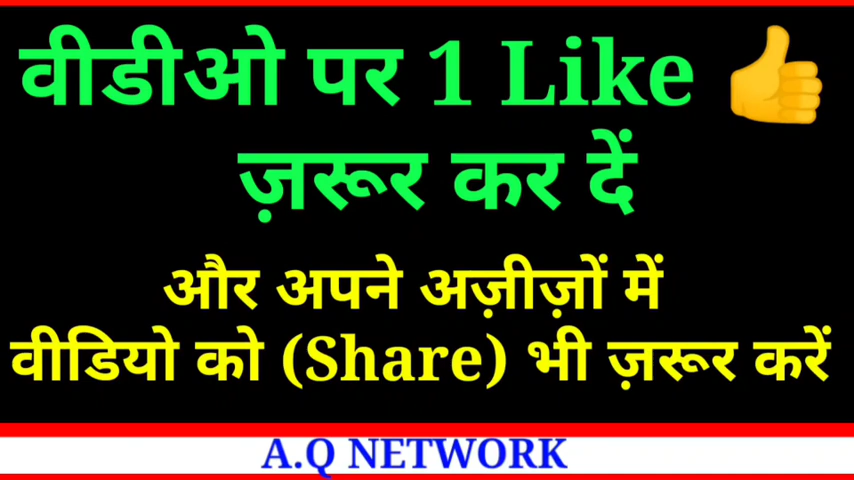 वीडीओ पर 1 Like 👍
ज़रूर कर दें
और अपने अज़ीज़ों में
वीडियो को (Share) भी ज़रूर करें
A.Q NETWORK